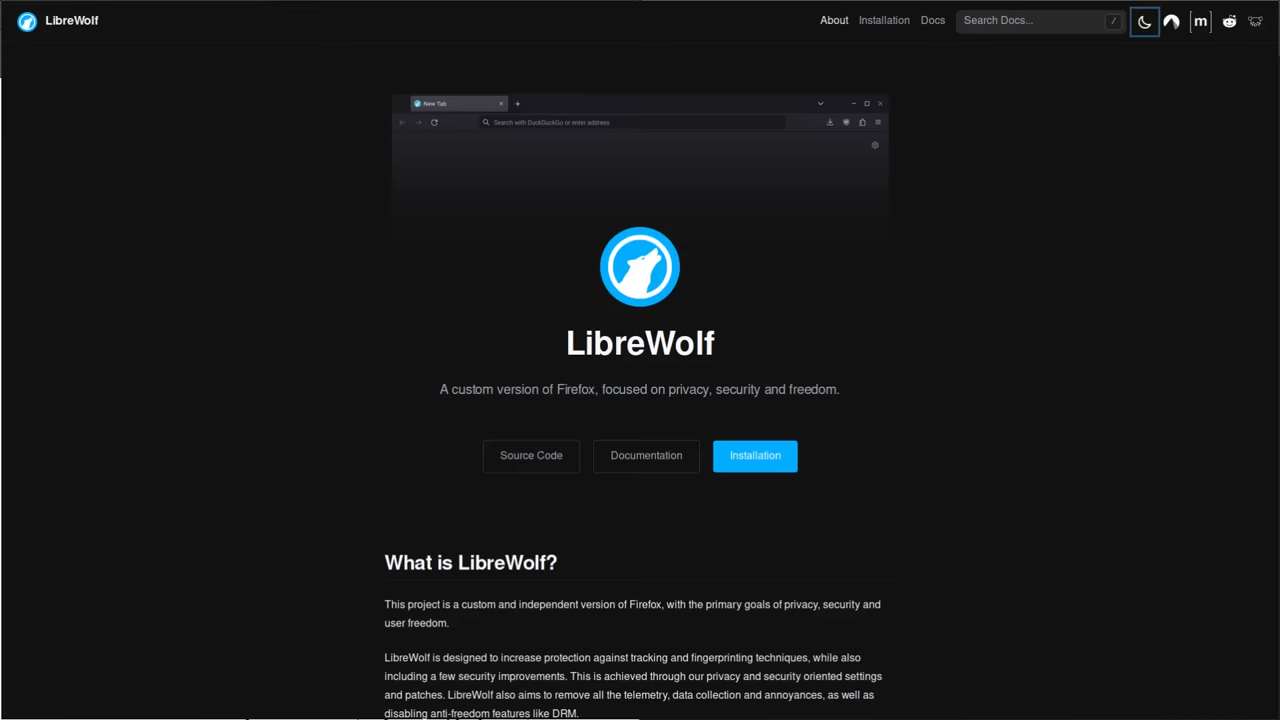 LibreWolf
About
Installation
Docs
Search Docs...
/
[m]
New Tab
Search with DuckDuckGo or enter address
LibreWolf
A custom version of Firefox, focused on privacy, security and freedom.
Source Code
Documentation
Installation
What is LibreWolf?
This project is a custom and independent version of Firefox, with the primary goals of privacy, security and
user freedom.
LibreWolf is designed to increase protection against tracking and fingerprinting techniques, while also
including a few security improvements. This is achieved through our privacy and security oriented settings
and patches. LibreWolf also aims to remove all the telemetry, data collection and annoyances, as well as
disabling anti-freedom features like DRM.